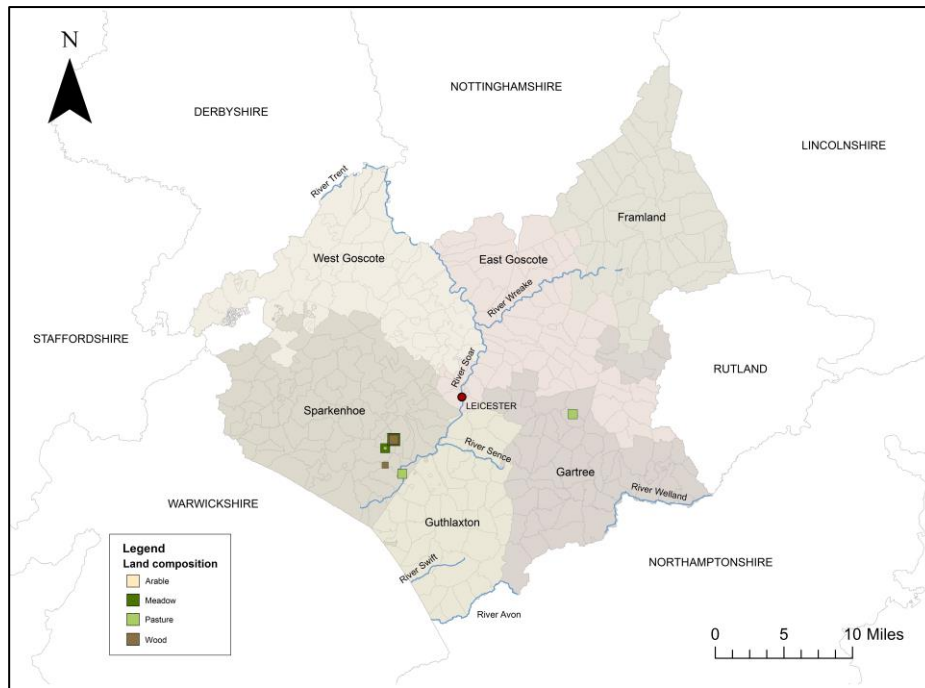 N
NOTTINGHAMSHIRE
DERBYSHIRE
LINCOLNSHIRE
River Trent
Framland
West Goscote
East Goscote
River Wreake
STAFFORDSHIRE
RUTLAND
River Soar
LEICESTER
Sparkenhoe
River Sence
Gartree
River Welland
WARWICKSHIRE
Guthlaxton
NORTHAMPTONSHIRE
River Swift
River Avon
Legend
Land composition
Arable
Meadow
Pasture
Wood
0 5 10 Miles